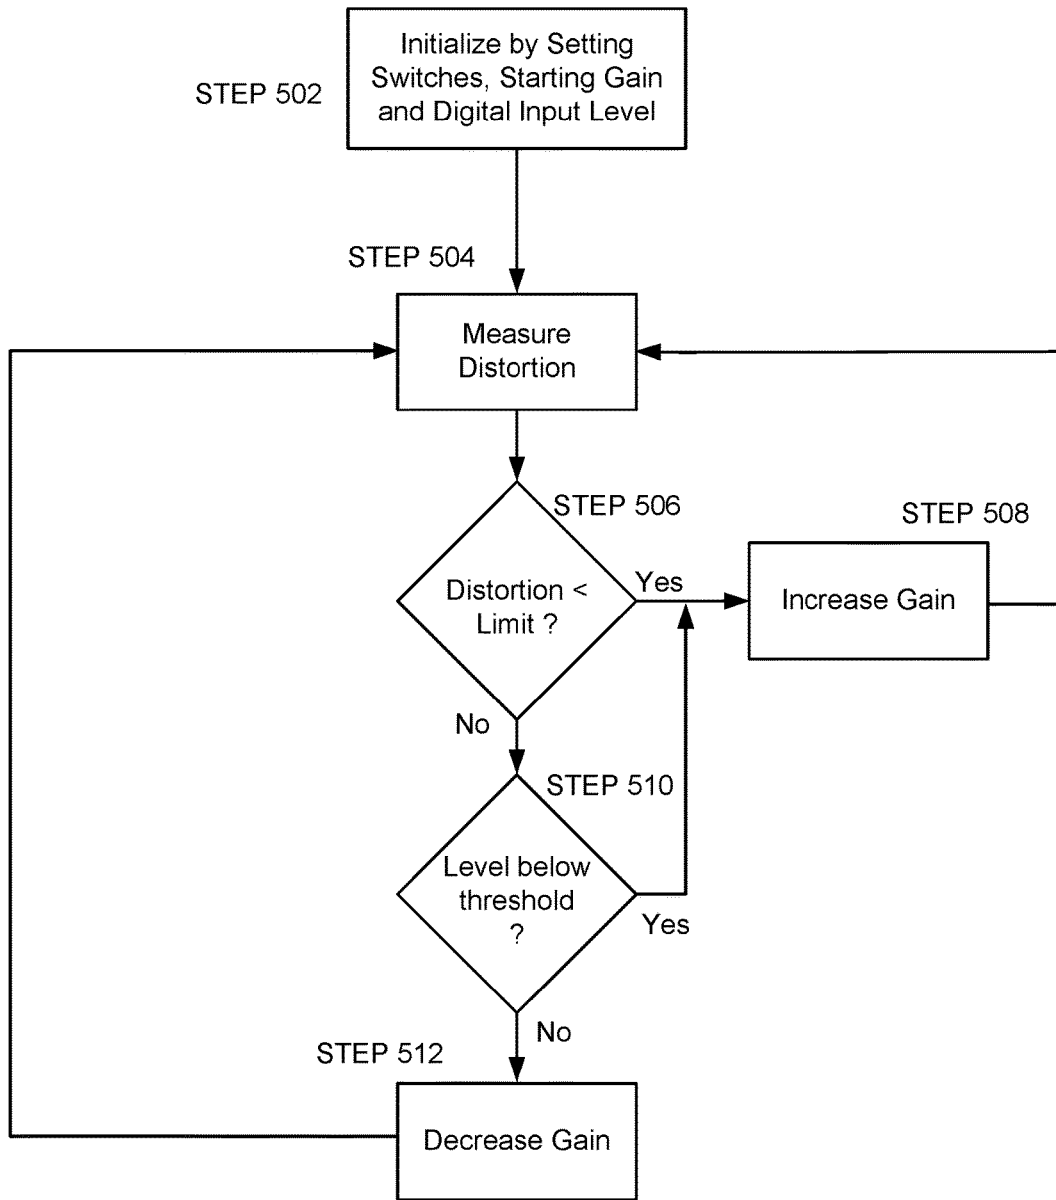 Initialize by Setting
Switches, Starting Gain
and Digital Input Level
STEP 502
STEP 504
Measure
Distortion
STEP 506
STEP 508
Distortion <
Limit ?
Yes
Increase Gain
No
STEP 510
Level below
threshold
?
Yes
No
STEP 512
Decrease Gain